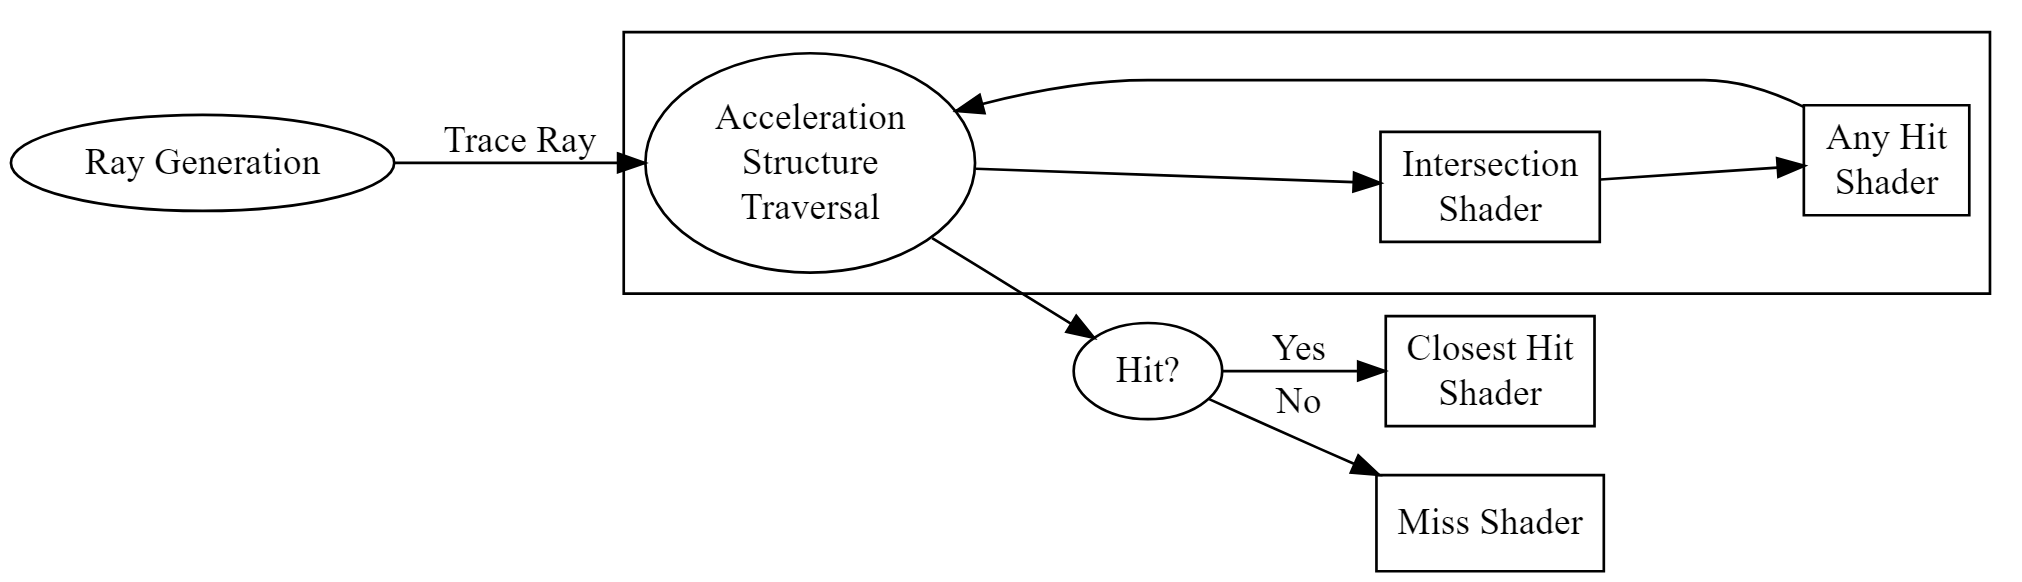 Ray Generation
Trace Ray
Acceleration
Structure
Traversal
Intersection
Shader
Any Hit
Shader
Hit?
Yes
No
Closest Hit
Shader
Miss Shader